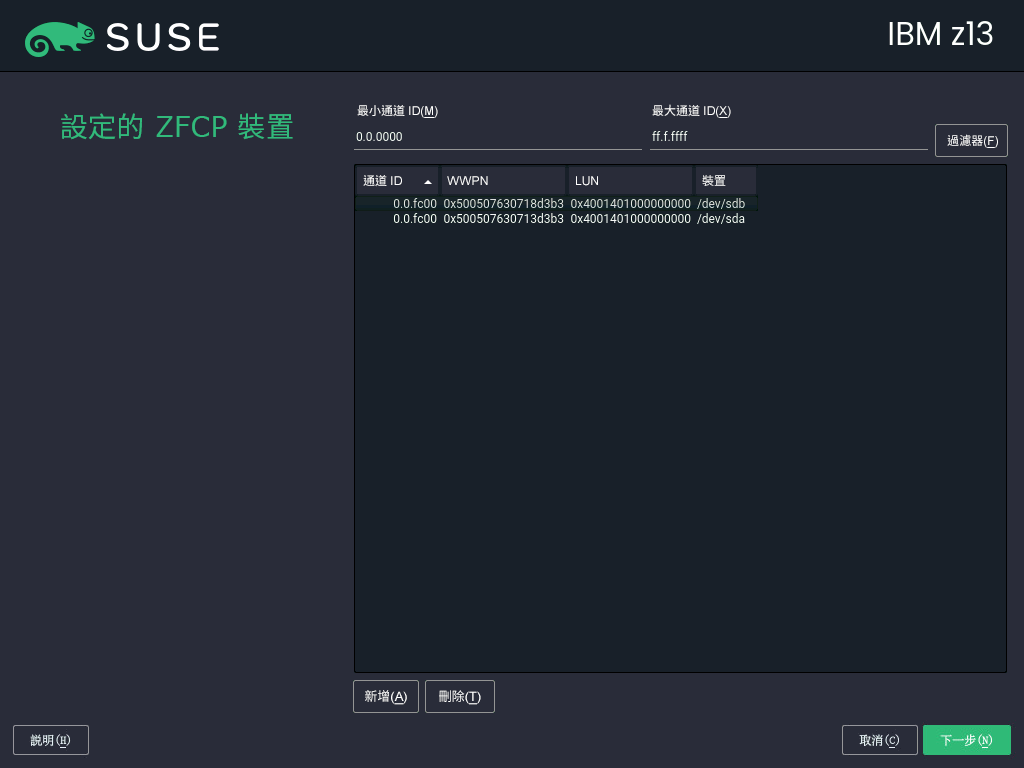 SUSE
IBM z13
設定的 ZFCP 裝置
最小通道 ID(M) 最大通道 ID(X)
0.0.0000 ff.f.ffff
過濾器(F)
通道 ID WWPN LUN 裝置
0.0.fc00 0x500507630718d3b3 0x4001401000000000 /dev/sdb
0.0.fc00 0x500507630713d3b3 0x4001401000000000 /dev/sda
新增(A) 刪除(T)
說明(H) 取消(C) 下一步(N)